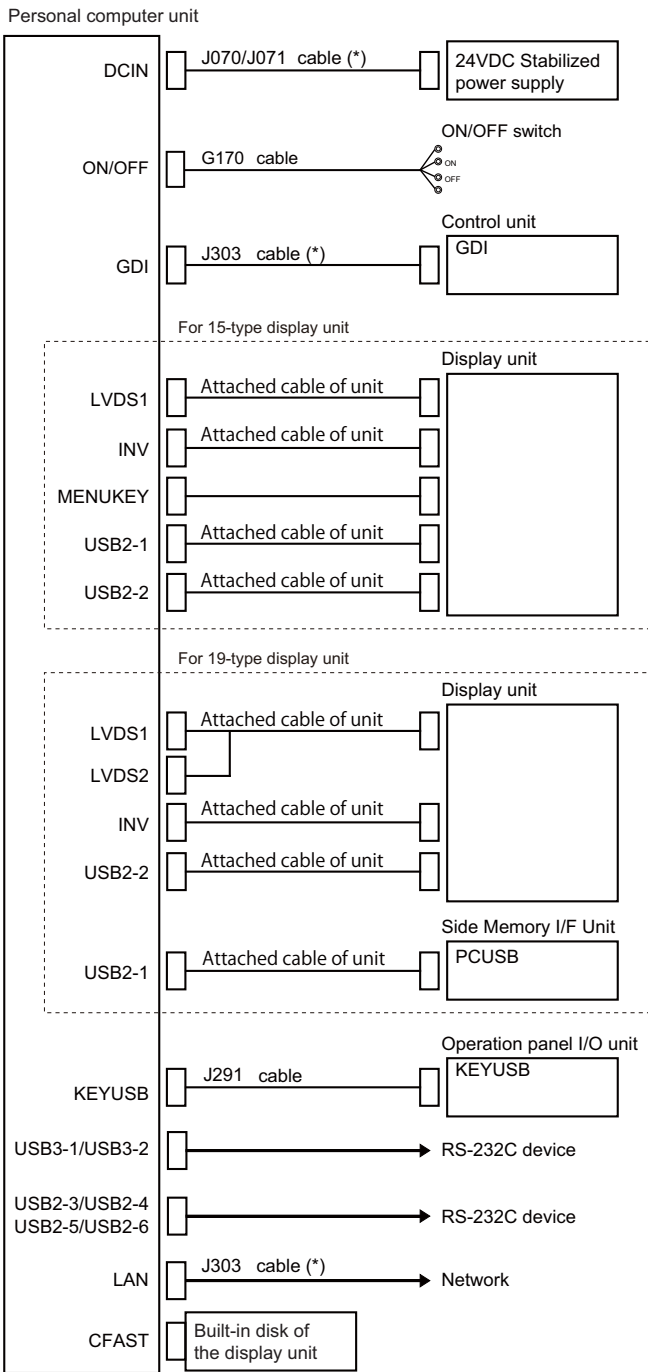 Personal computer unit
DCIN
J070/J071 cable (*)
24VDC Stabilized
power supply
ON/OFF
G170 cable
ON/OFF switch
ON
OFF
GDI
J303 cable (*)
Control unit
GDI
For 15-type display unit
Display unit
LVDS1
Attached cable of unit
INV
Attached cable of unit
MENUKEY
USB2-1
Attached cable of unit
USB2-2
Attached cable of unit
For 19-type display unit
Display unit
LVDS1
Attached cable of unit
LVDS2
INV
Attached cable of unit
USB2-2
Attached cable of unit
Side Memory I/F Unit
USB2-1
Attached cable of unit
PCUSB
Operation panel I/O unit
KEYUSB
J291 cable
KEYUSB
USB3-1/USB3-2
RS-232C device
USB2-3/USB2-4
USB2-5/USB2-6
RS-232C device
LAN
J303 cable (*)
Network
CFAST
Built-in disk of
the display unit